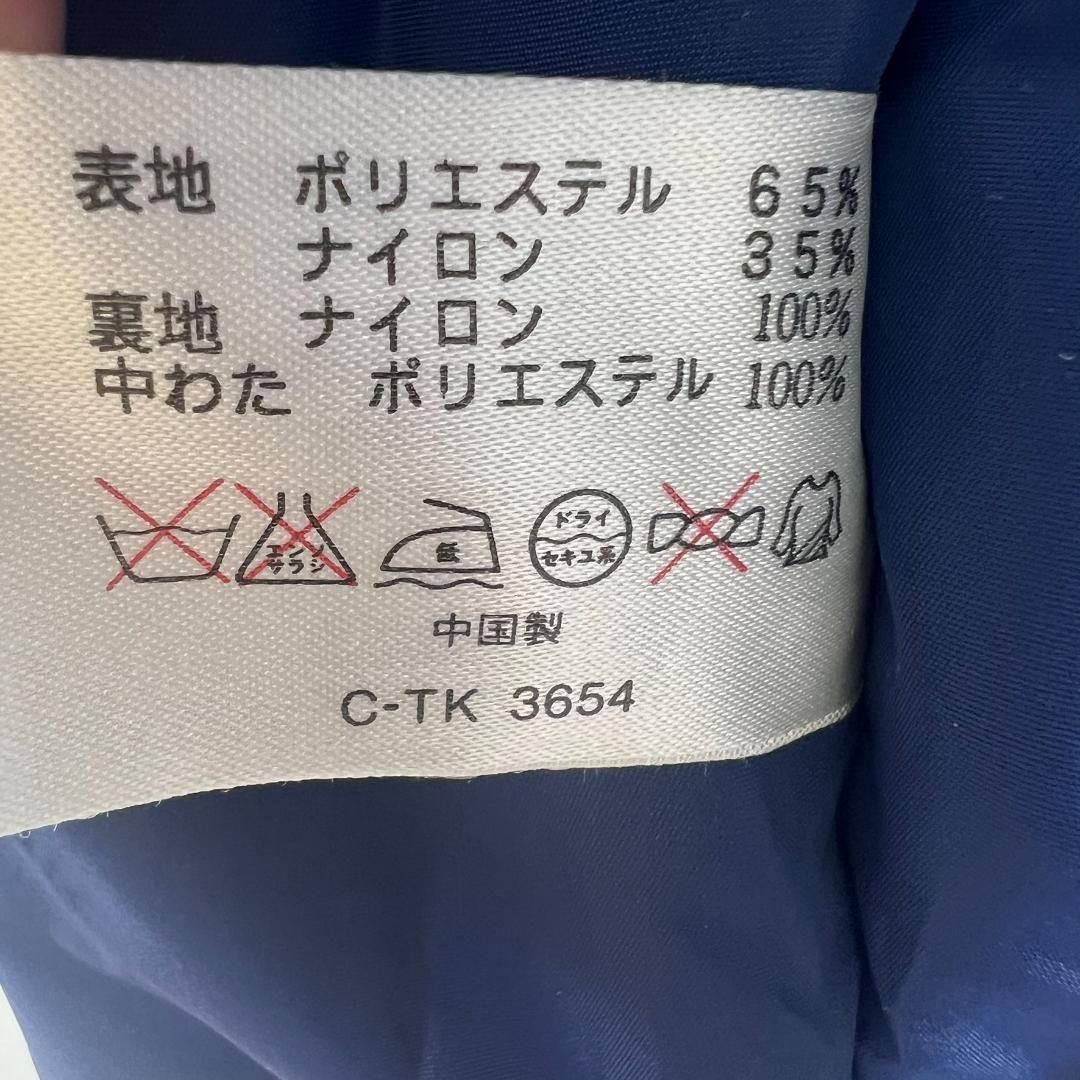 表地 ポリエステル 65%
ナイロン 35%
裏地 ナイロン 100%
中わた ポリエステル 100%
エンソ
サラシ
低
ドライ
セキユ系
中国製
C-TK 3654